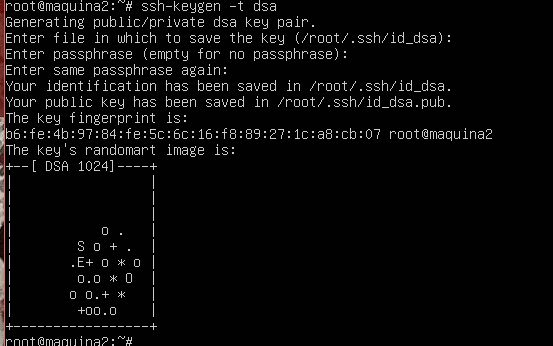 root@maquina2:~# ssh-keygen -t dsa
Generating public/private dsa key pair.
Enter file in which to save the key (/root/.ssh/id_dsa):
Enter passphrase (empty for no passphrase):
Enter same passphrase again:
Your identification has been saved in /root/.ssh/id_dsa.
Your public key has been saved in /root/.ssh/id_dsa.pub.
The key fingerprint is:
b6:fe:4b:97:84:fe:5c:6c:16:f8:89:27:1c:a8:cb:07 root@maquina2
The key's randomart image is:
+--[ DSA 1024]----+
|                 |
|                 |
|                 |
|           o .   |
|        S o + .  |
|       .E+ o * o |
|        o.o * O  |
|       o o.+ *   |
|        +oo.o    |
+-----------------+
root@maquina2:~#